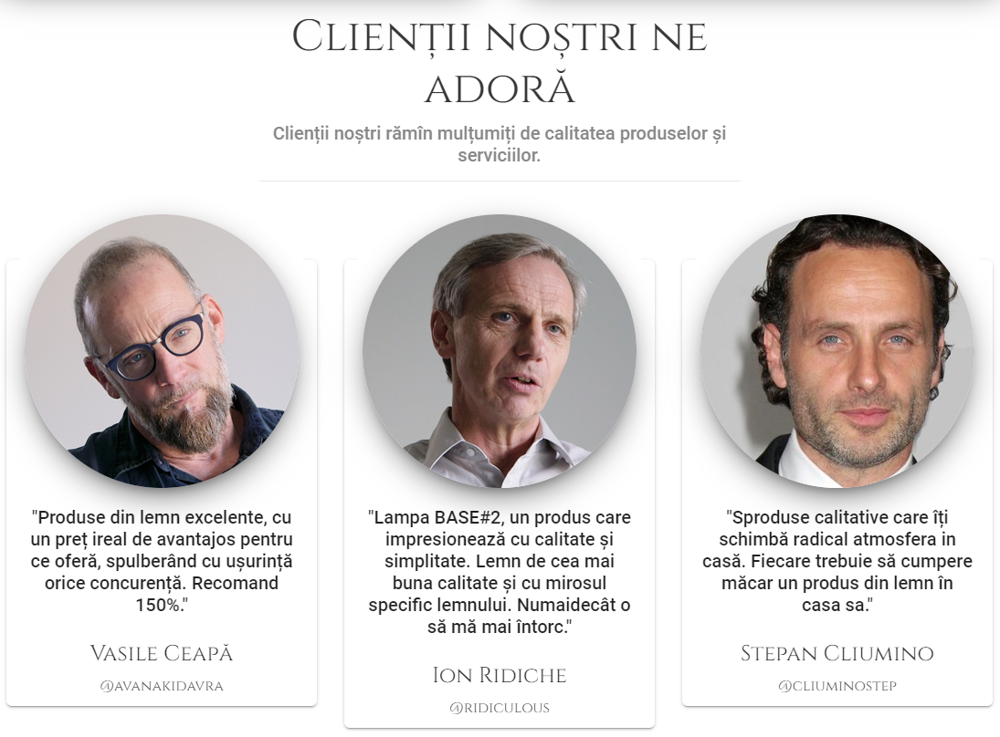 Clienții noștri ne
adoră
Clienții noștri rămîn mulțumiți de calitatea produselor și
serviciilor.
"Produse din lemn excelente, cu
un preț ireal de avantajos pentru
ce oferă, spulberând cu ușurință
orice concurență. Recomand
150%."
Vasile Ceapă
@avanakidavra
"Lampa BASE#2, un produs care
impresionează cu calitate și
simplitate. Lemn de cea mai
buna calitate și cu mirosul
specific lemnului. Numaidecât o
să mă mai întorc."
Ion Ridiche
@ridiculous
"Sproduse calitative care îți
schimbă radical atmosfera in
casă. Fiecare trebuie să cumpere
măcar un produs din lemn în
casa sa."
Stepan Cliumino
@cliuminostep